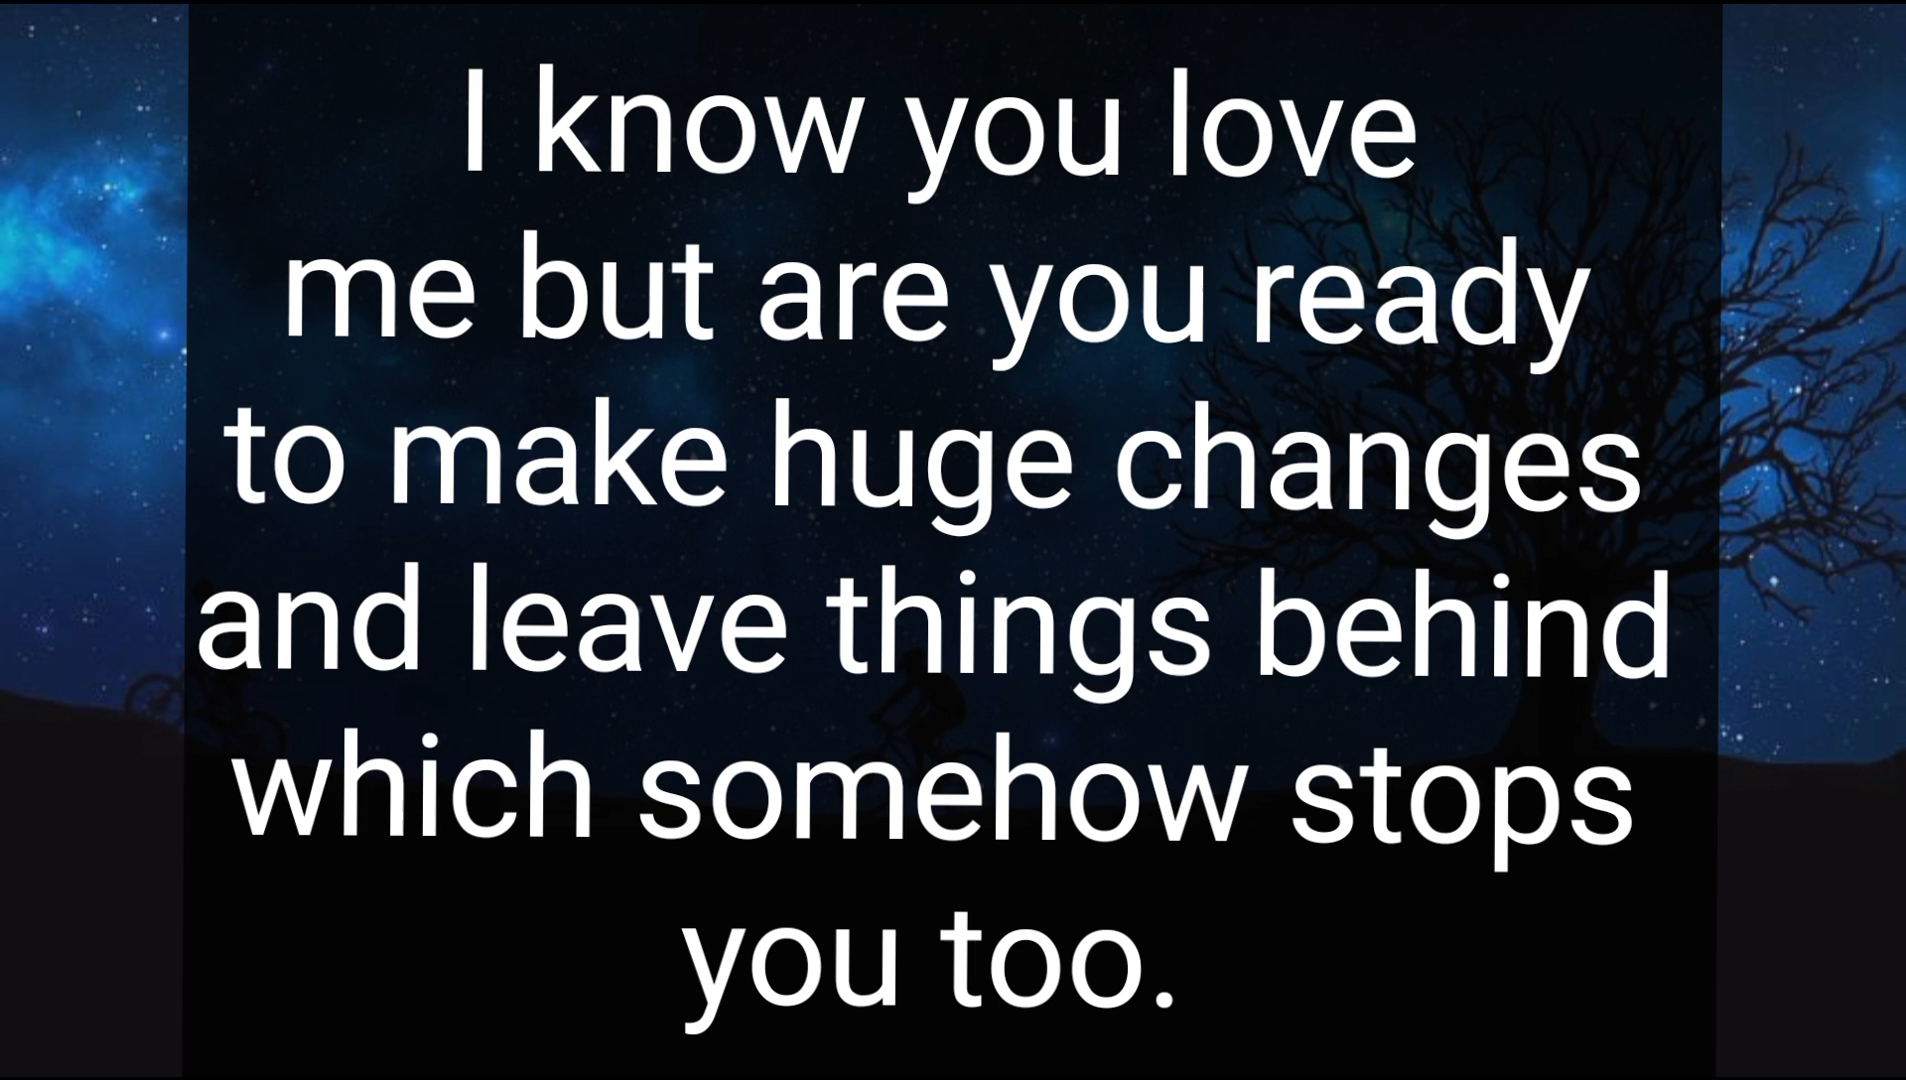 I know you love
me but are you ready
to make huge changes
and leave things behind
which somehow stops
you too.